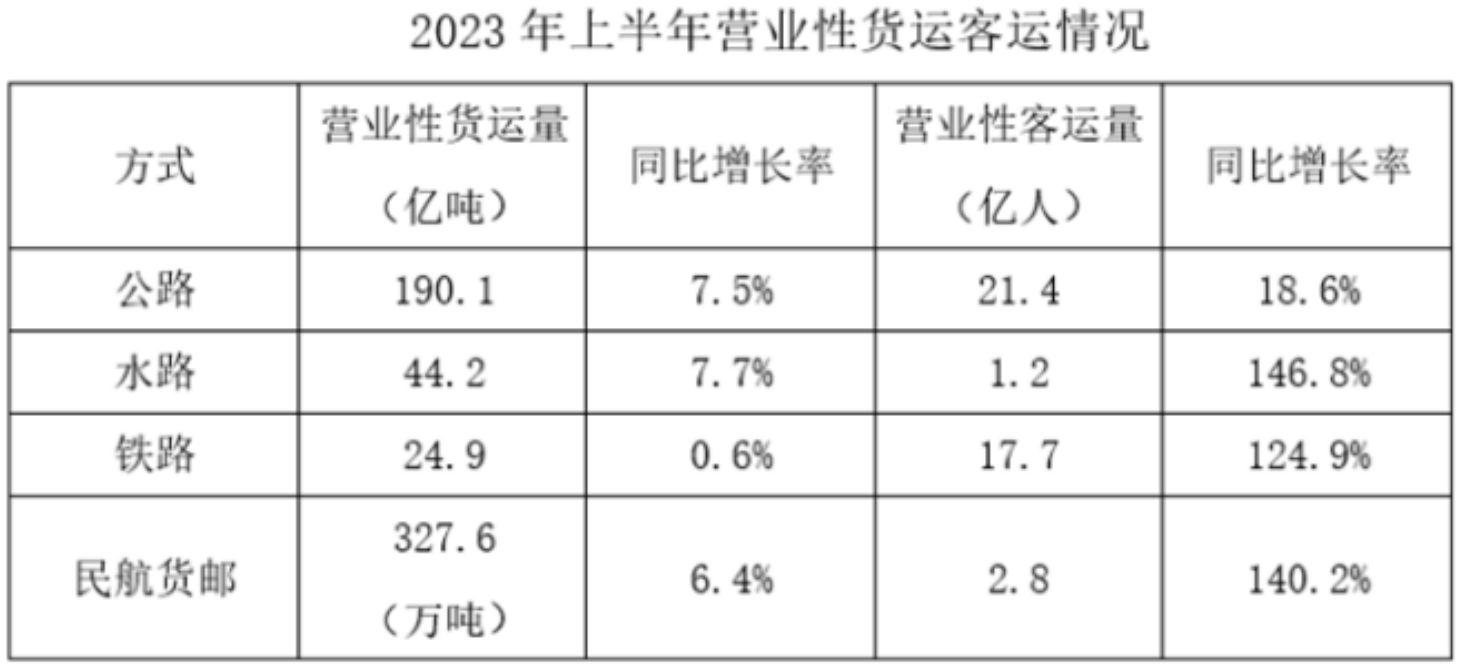 2023 年上半年营业性货运客运情况
方式 营业性货运量（亿吨） 同比增长率 营业性客运量（亿人） 同比增长率
公路 190.1 7.5% 21.4 18.6%
水路 44.2 7.7% 1.2 146.8%
铁路 24.9 0.6% 17.7 124.9%
民航货邮 327.6（万吨） 6.4% 2.8 140.2%